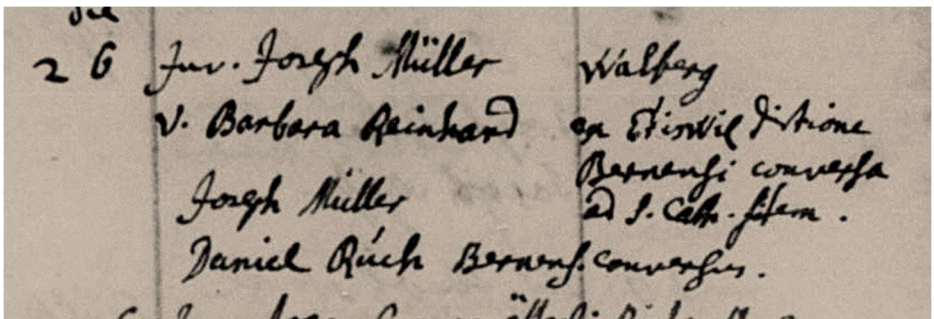 die
26 Juv. Joseph Müller Walberg
V. Barbara Reinhard ex Etiswil ditione
Bernensi conversa
Joseph Müller ad S. Cath. fidem.
Daniel Rüch Bernens. conversus.